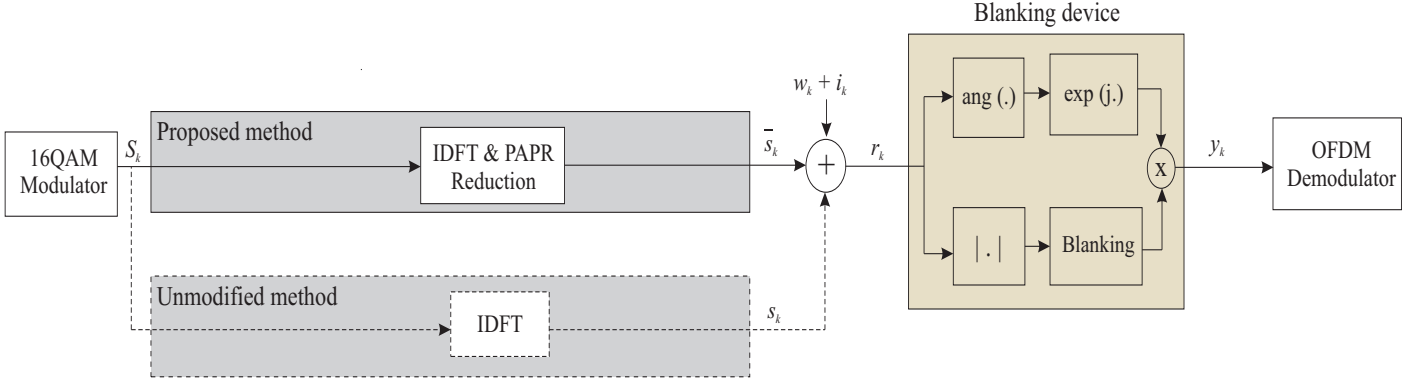 Blanking device
w_k + i_k
ang (.)
exp (j.)
Proposed method
16QAM
Modulator
S_k
IDFT & PAPR
Reduction
s̄_k
+
r_k
x
y_k
OFDM
Demodulator
| . |
Blanking
Unmodified method
IDFT
s_k